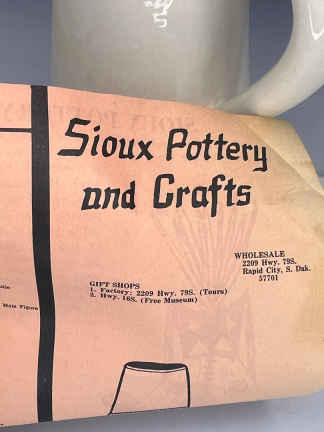 Sioux Pottery
and Crafts
WHOLESALE
2209 Hwy. 79S.
Rapid City, S. Dak.
57701
GIFT SHOPS
1. Factory: 2209 Hwy. 79S. (Tours)
2. Hwy. 16S. (Free Museum)
Figure